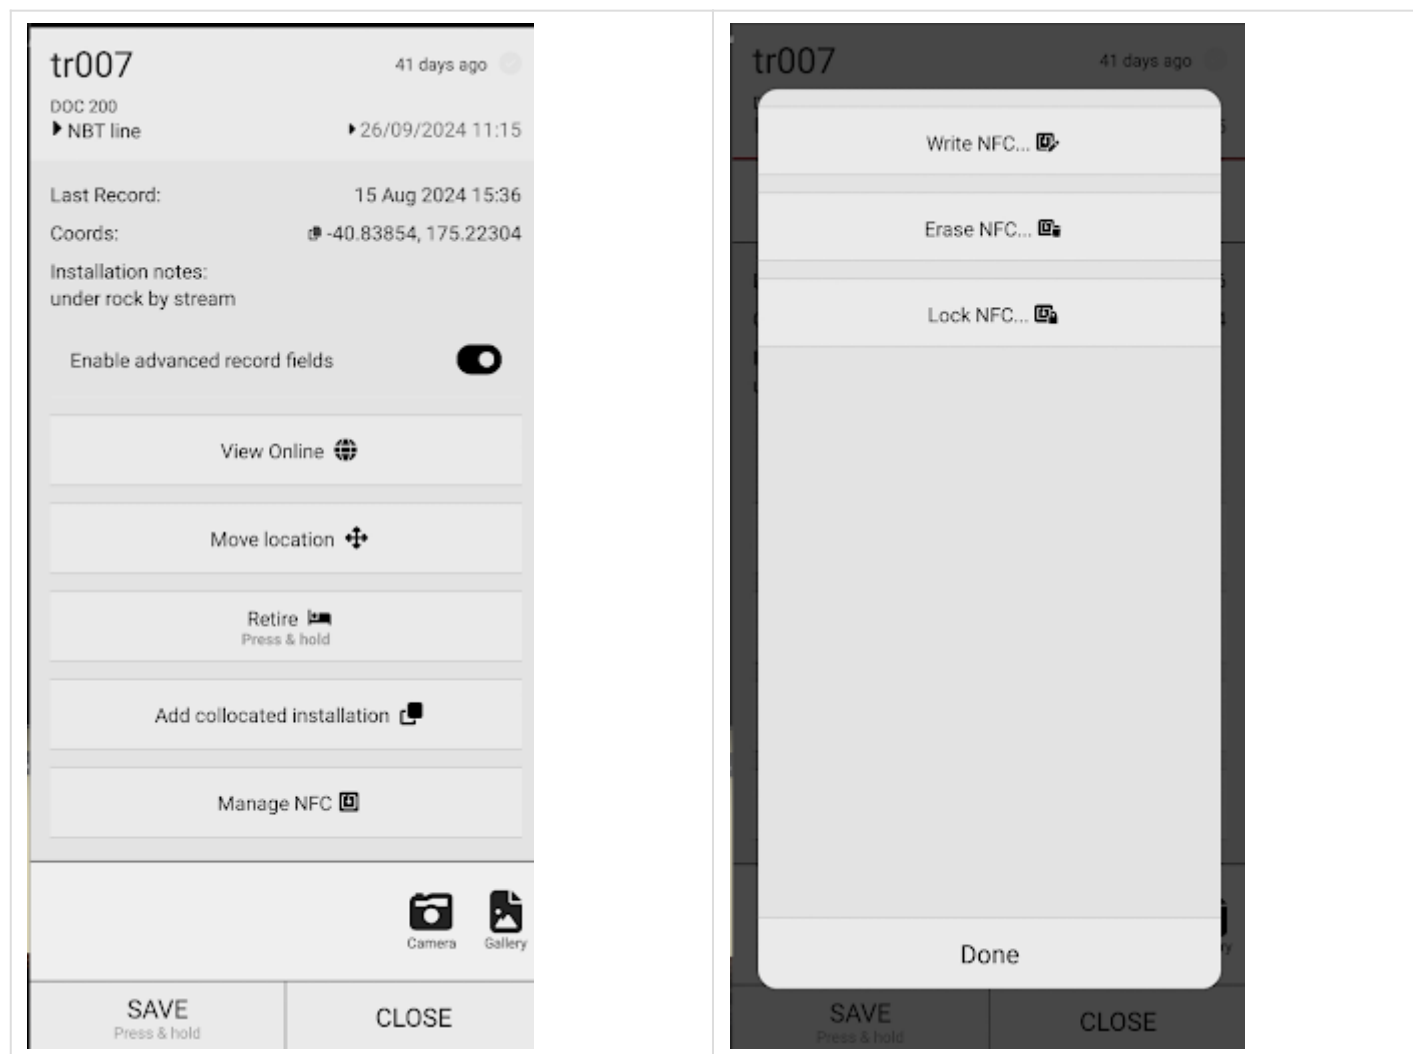 tr007
41 days ago
DOC 200
NBT line
26/09/2024 11:15
Last Record:
15 Aug 2024 15:36
Coords:
-40.83854, 175.22304
Installation notes:
under rock by stream
Enable advanced record fields
View Online
Move location
Retire
Press & hold
Add collocated installation
Manage NFC
Camera
Gallery
SAVE
Press & hold
CLOSE
tr007
41 days ago
Write NFC...
Erase NFC...
Lock NFC...
Done
SAVE
Press & hold
CLOSE